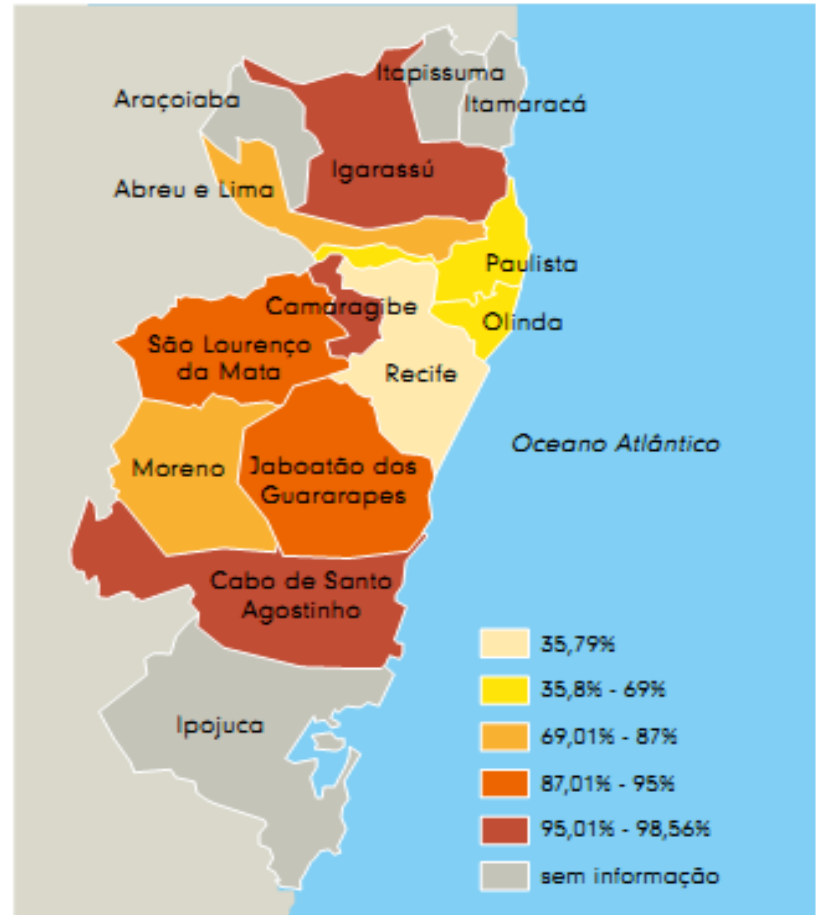 Itapissuma
Araçoiaba
Itamaracá
Igarassú
Abreu e Lima
Paulista
Camaragibe
Olinda
São Lourenço
da Mata
Recife
Oceano Atlântico
Moreno
Jaboatão dos
Guararapes
Cabo de Santo
Agostinho
Ipojuca
35,79%
35,8% - 69%
69,01% - 87%
87,01% - 95%
95,01% - 98,56%
sem informação